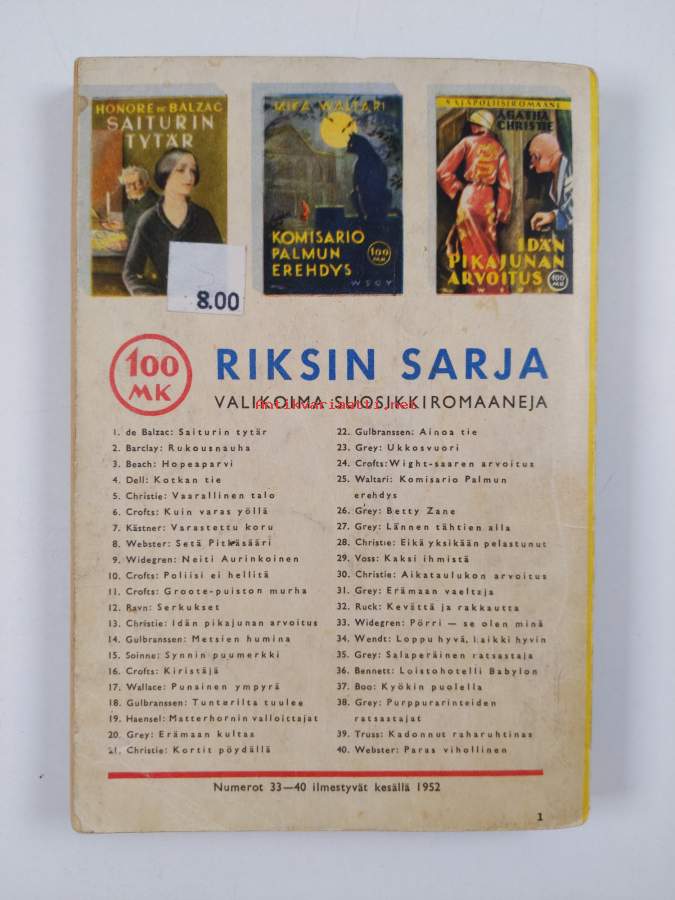 HONORE DE BALZAC
SAITURIN
TYTÄR
8.00
MIKA WALTARI
KOMISARIO
PALMUN
EREHDYS
100
MK
WSOY
SALAPOLIISIROMAANI
AGATHA
CHRISTIE
IDÄN
PIKAJUNAN
ARVOITUS
100
MK
100
MK
RIKSIN SARJA
VALIKOIMA SUOSIKKIROMAANEJA
Antikvariaatti.net
1. de Balzac: Saiturin tytär
2. Barclay: Rukousnauha
3. Beach: Hopeaparvi
4. Dell: Kotkan tie
5. Christie: Vaarallinen talo
6. Crofts: Kuin varas yöllä
7. Kästner: Varastettu koru
8. Webster: Setä Pitkäsääri
9. Widegren: Neiti Aurinkoinen
10. Crofts: Poliisi ei hellitä
11. Crofts: Groote-puiston murha
12. Ravn: Serkukset
13. Christie: Idän pikajunan arvoitus
14. Gulbranssen: Metsien humina
15. Soinne: Synnin puumerkki
16. Crofts: Kiristäjä
17. Wallace: Punainen ympyrä
18. Gulbranssen: Tunturilta tuulee
19. Haensel: Matterhornin valloittajat
20. Grey: Erämaan kultaa
21. Christie: Kortit pöydällä
22. Gulbranssen: Ainoa tie
23. Grey: Ukkosvuori
24. Crofts: Wight-saaren arvoitus
25. Waltari: Komisario Palmun
erehdys
26. Grey: Betty Zane
27. Grey: Lännen tähtien alla
28. Christie: Eikä yksikään pelastunut
29. Voss: Kaksi ihmistä
30. Christie: Aikataulukon arvoitus
31. Grey: Erämaan vaeltaja
32. Ruck: Kevättä ja rakkautta
33. Widegren: Pörri — se olen minä
34. Wendt: Loppu hyvä, kaikki hyvin
35. Grey: Salaperäinen ratsastaja
36. Bennett: Loistohotelli Babylon
37. Boo: Kyökin puolella
38. Grey: Purppurarinteiden
ratsastajat
39. Truss: Kadonnut raharuhtinas
40. Webster: Paras vihollinen
Numerot 33—40 ilmestyvät kesällä 1952
1